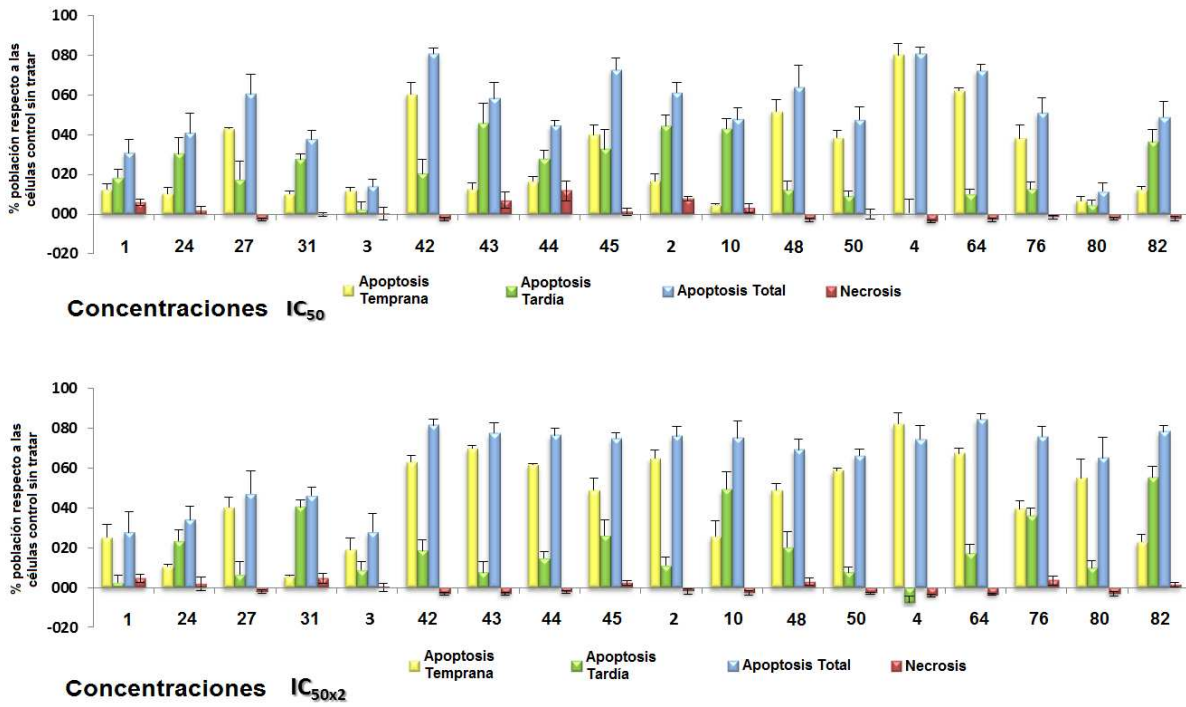 % población respecto a las
células control sin tratar
100
080
060
040
020
000
-020
1 24 27 31 3 42 43 44 45 2 10 48 50 4 64 76 80 82
Apoptosis Temprana
Apoptosis Tardía
Apoptosis Total
Necrosis
Concentraciones IC50
% población respecto a las
células control sin tratar
100
080
060
040
020
000
-020
1 24 27 31 3 42 43 44 45 2 10 48 50 4 64 76 80 82
Apoptosis Temprana
Apoptosis Tardía
Apoptosis Total
Necrosis
Concentraciones IC50x2